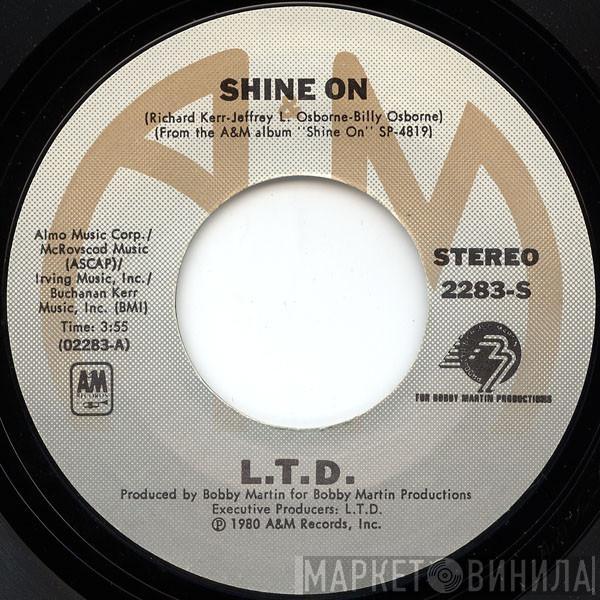 SHINE ON
(Richard Kerr-Jeffrey L. Osborne-Billy Osborne)
(From the A&M album "Shine On" SP-4819)
Almo Music Corp./
McRovscod Music
(ASCAP)/
Irving Music, Inc./
Buchanan Kerr
Music, Inc. (BMI)
Time: 3:55
(02283-A)
STEREO
2283-S
A&M
RECORDS
FOR BOBBY MARTIN PRODUCTIONS
L.T.D.
Produced by Bobby Martin for Bobby Martin Productions
Executive Producers: L.T.D.
℗ 1980 A&M Records, Inc.
МАРКЕТ ВИНИЛА